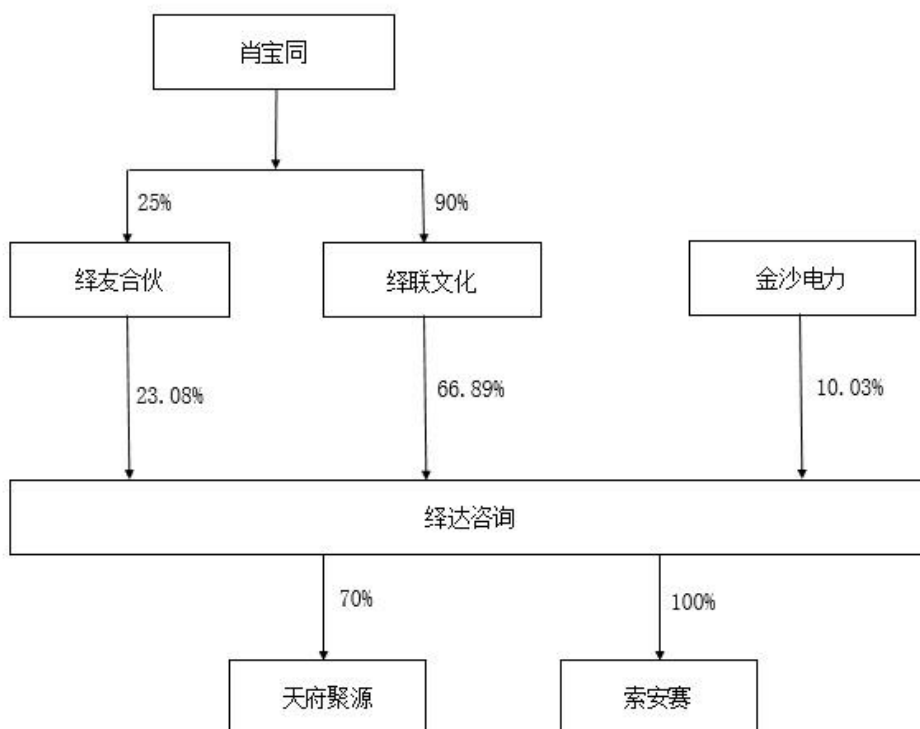 肖宝同
25%
90%
绎友合伙
绎联文化
金沙电力
23.08%
66.89%
10.03%
绎达咨询
70%
100%
天府聚源
索安赛